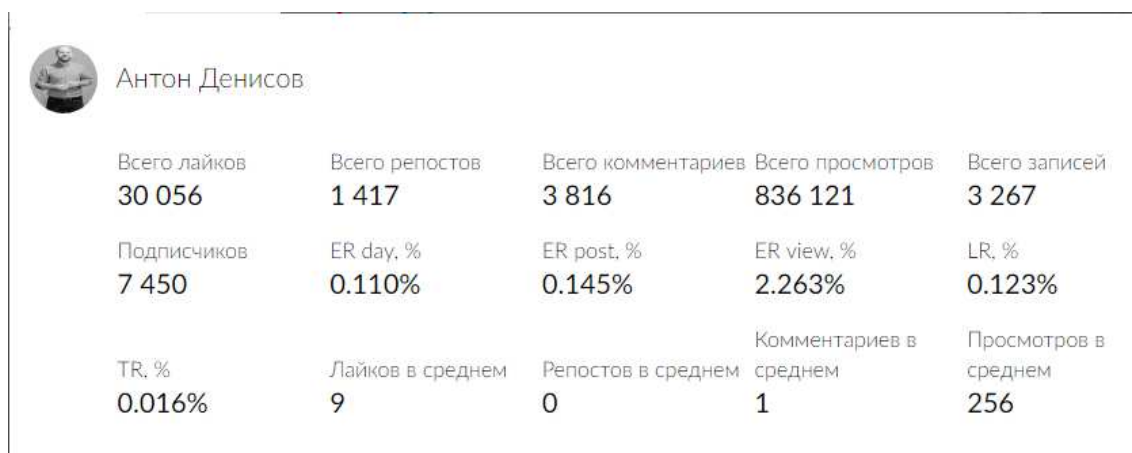 Антон Денисов
Всего лайков Всего репостов Всего комментариев Всего просмотров Всего записей
30 056 1 417 3 816 836 121 3 267
Подписчиков ER day, % ER post, % ER view, % LR, %
7 450 0.110% 0.145% 2.263% 0.123%
TR, % Лайков в среднем Репостов в среднем Комментариев в среднем Просмотров в среднем
0.016% 9 0 1 256